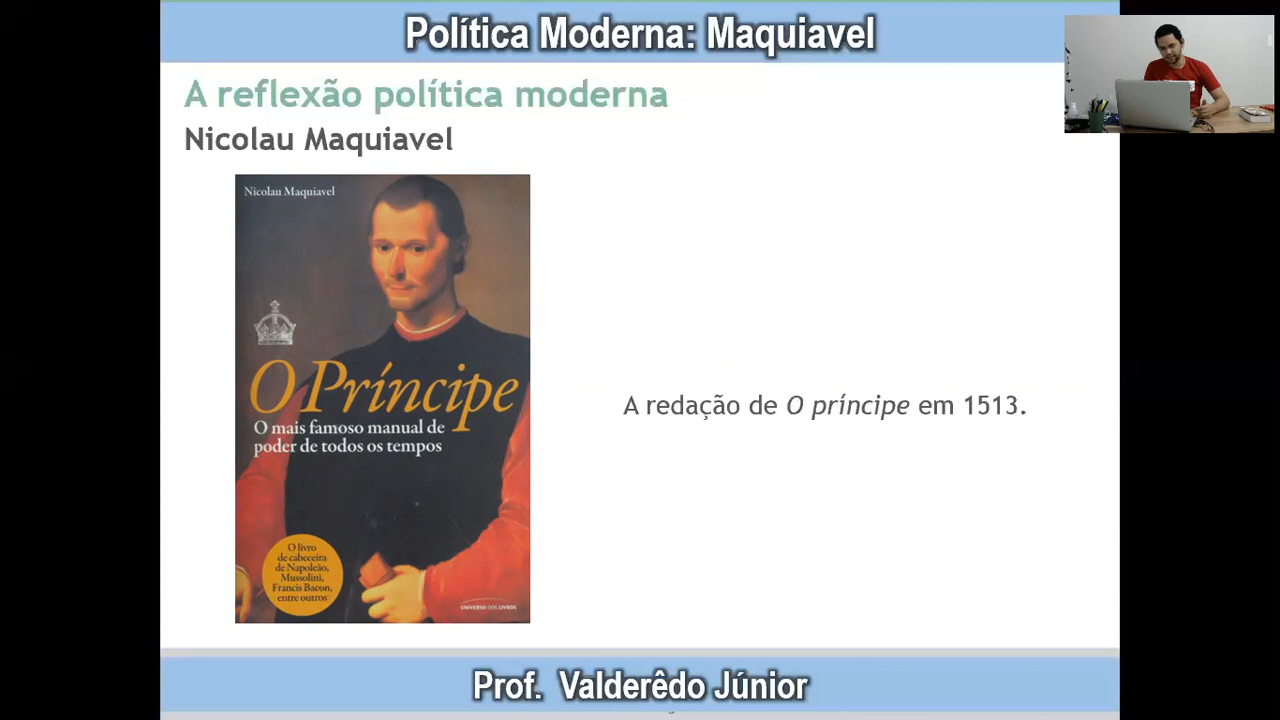 Política Moderna: Maquiavel
A reflexão política moderna
Nicolau Maquiavel
Nicolau Maquiavel
O Príncipe
O mais famoso manual de
poder de todos os tempos
O livro
de cabeceira
de Napoleão,
Mussolini,
Francis Bacon,
entre outros
UNIVERSO DOS LIVROS
A redação de O príncipe em 1513.
Prof. Valderêdo Júnior